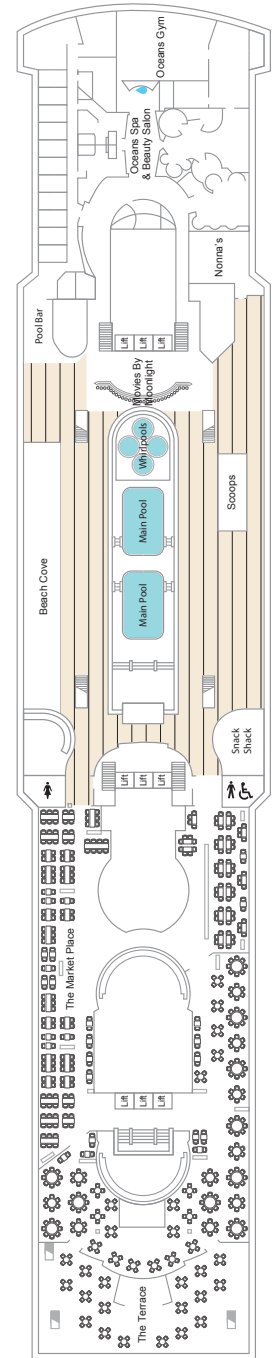 Oceans Gym
Oceans Spa
& Beauty Salon
Nonna's
Pool Bar
Lift
Lift
Lift
Movies By
Moonlight
Whirlpools
Scoops
Main Pool
Beach Cove
Main Pool
Snack
Shack
Lift
Lift
Lift
The Market Place
Lift
Lift
Lift
The Terrace